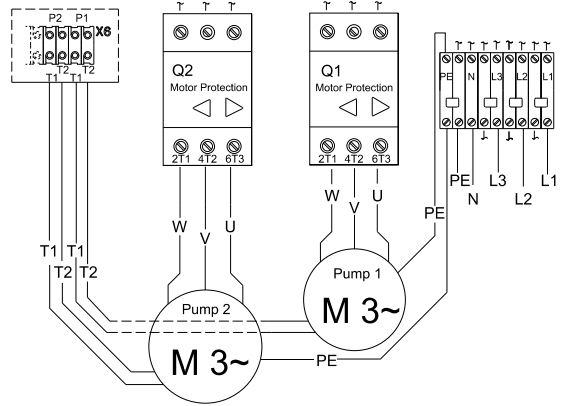 P2 P1 X6
T2 T2
T1 T1
Q2
Motor Protection
2T1 4T2 6T3
Q1
Motor Protection
2T1 4T2 6T3
PE N L3 L2 L1
PE L3 L1
N L2
W V U
W V U
PE
T1 T1
T2 T2
Pump 1
M 3~
Pump 2
M 3~
PE